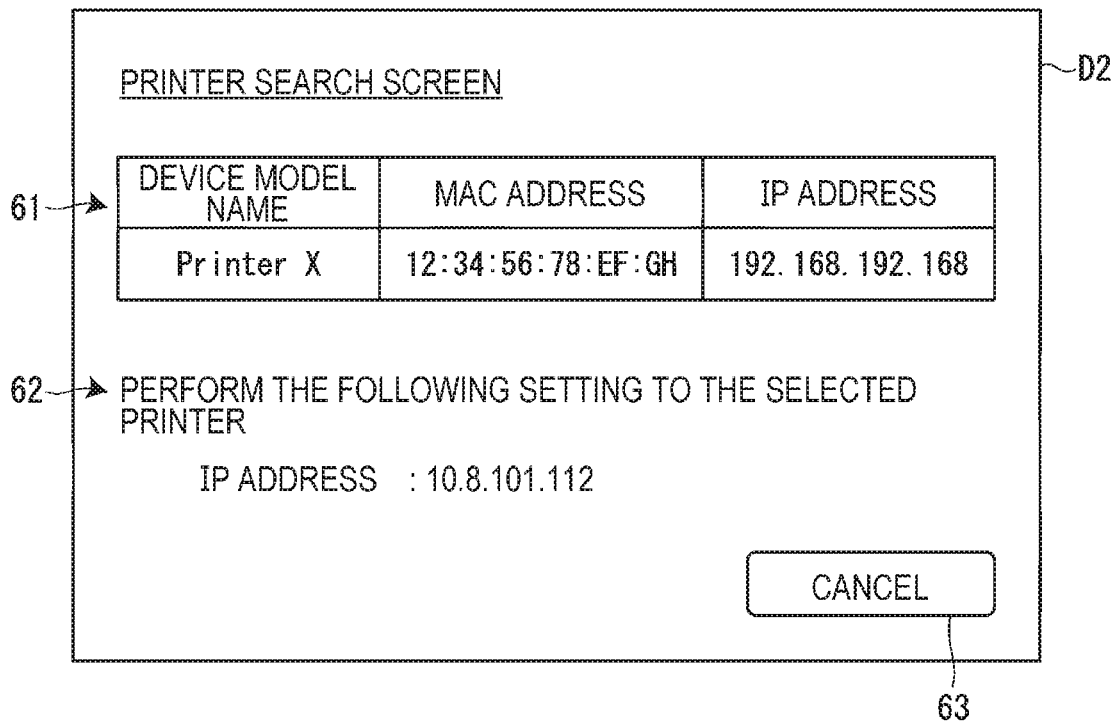 D2
PRINTER SEARCH SCREEN
61
DEVICE MODEL
NAME
MAC ADDRESS
IP ADDRESS
Printer X
12:34:56:78:EF:GH
192.168.192.168
62
PERFORM THE FOLLOWING SETTING TO THE SELECTED
PRINTER
IP ADDRESS : 10.8.101.112
CANCEL
63